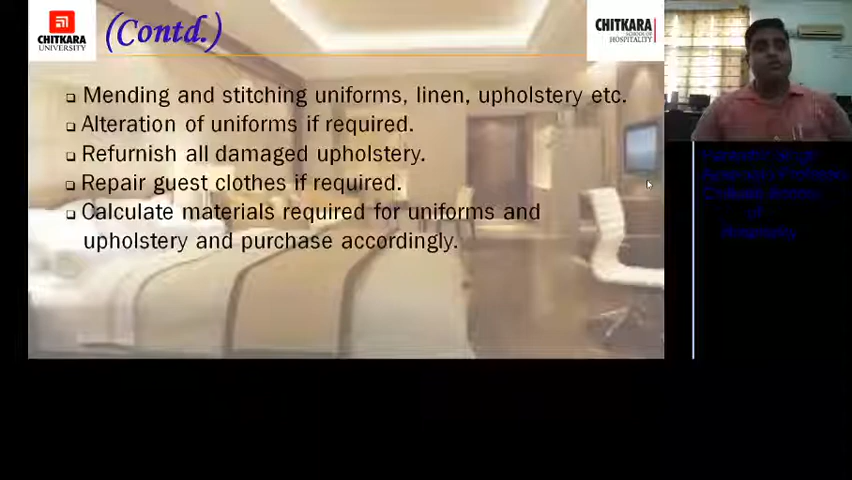 CHITKARA
UNIVERSITY
(Contd.)
CHITKARA
SCHOOL OF
HOSPITALITY
Mending and stitching uniforms, linen, upholstery etc.
Alteration of uniforms if required.
Refurnish all damaged upholstery.
Repair guest clothes if required.
Calculate materials required for uniforms and
upholstery and purchase accordingly.
of
Hospitality